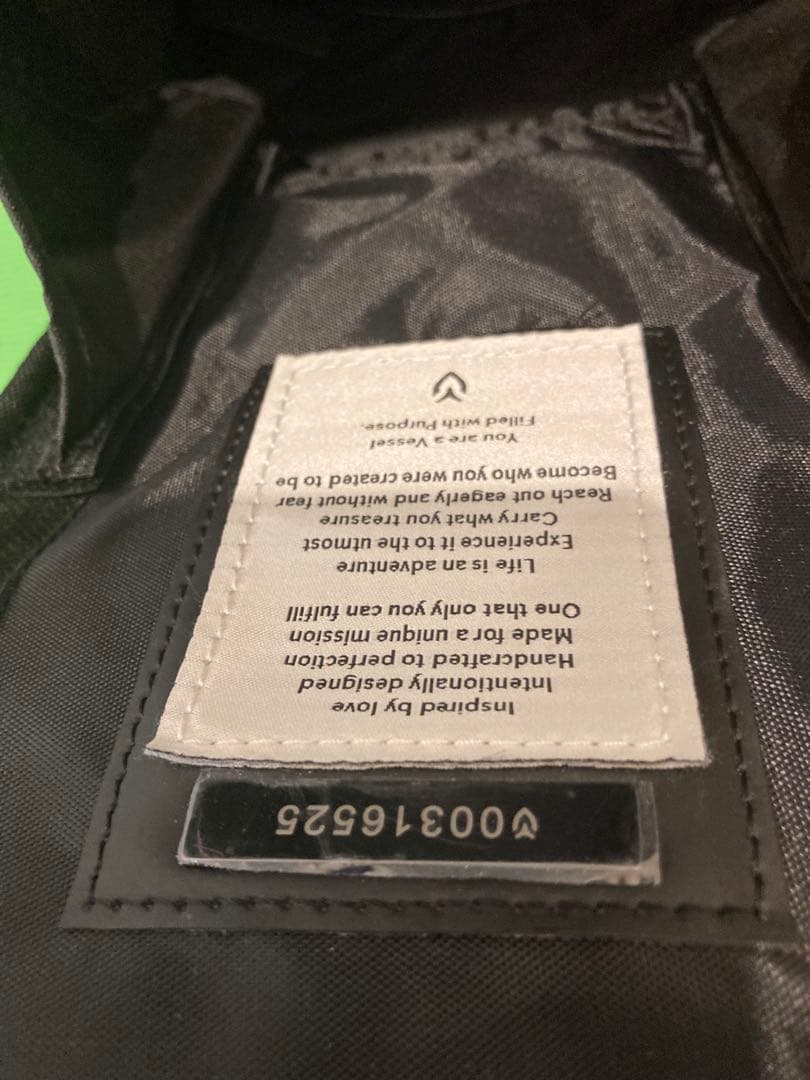 00316525
Inspired by love
Intentionally designed
Handcrafted to perfection
Made for a unique mission
One that only you can fulfill
Life is an adventure
Experience it to the utmost
Carry what you treasure
Reach out eagerly and without fear
Become who you were created to be
You are a Vessel
Filled with Purpose.